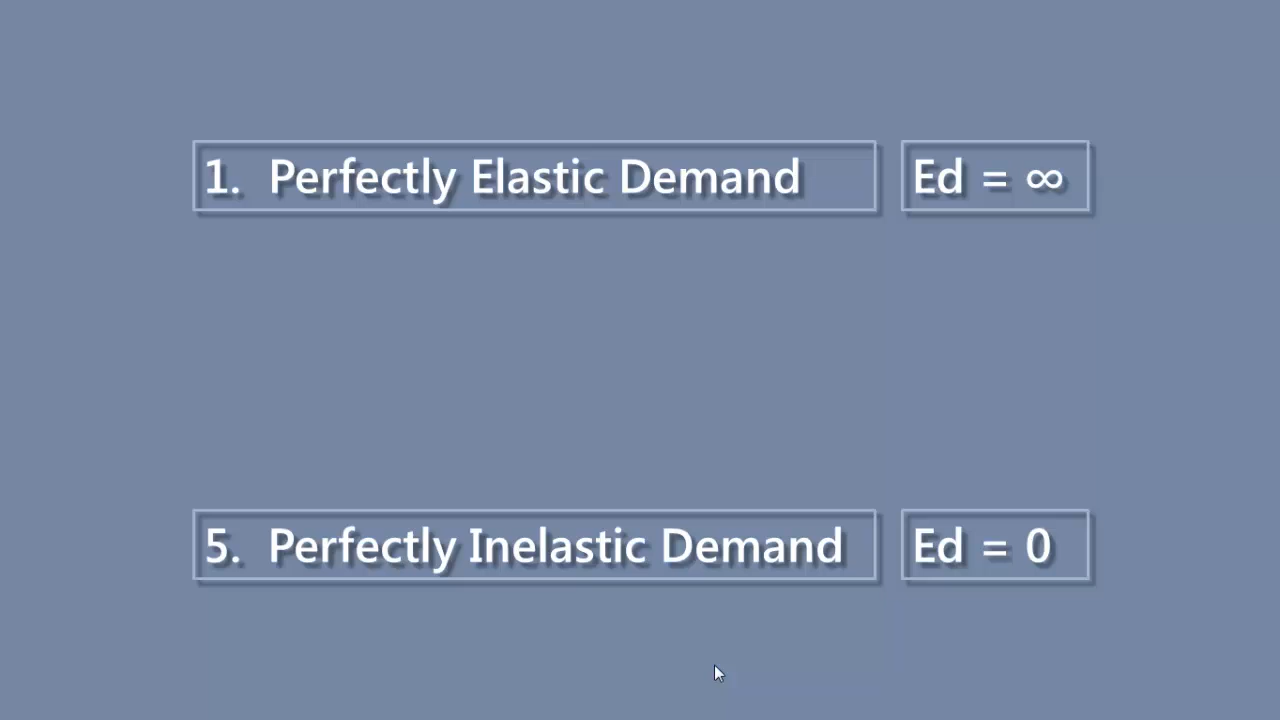 1. Perfectly Elastic Demand Ed = ∞
5. Perfectly Inelastic Demand Ed = 0